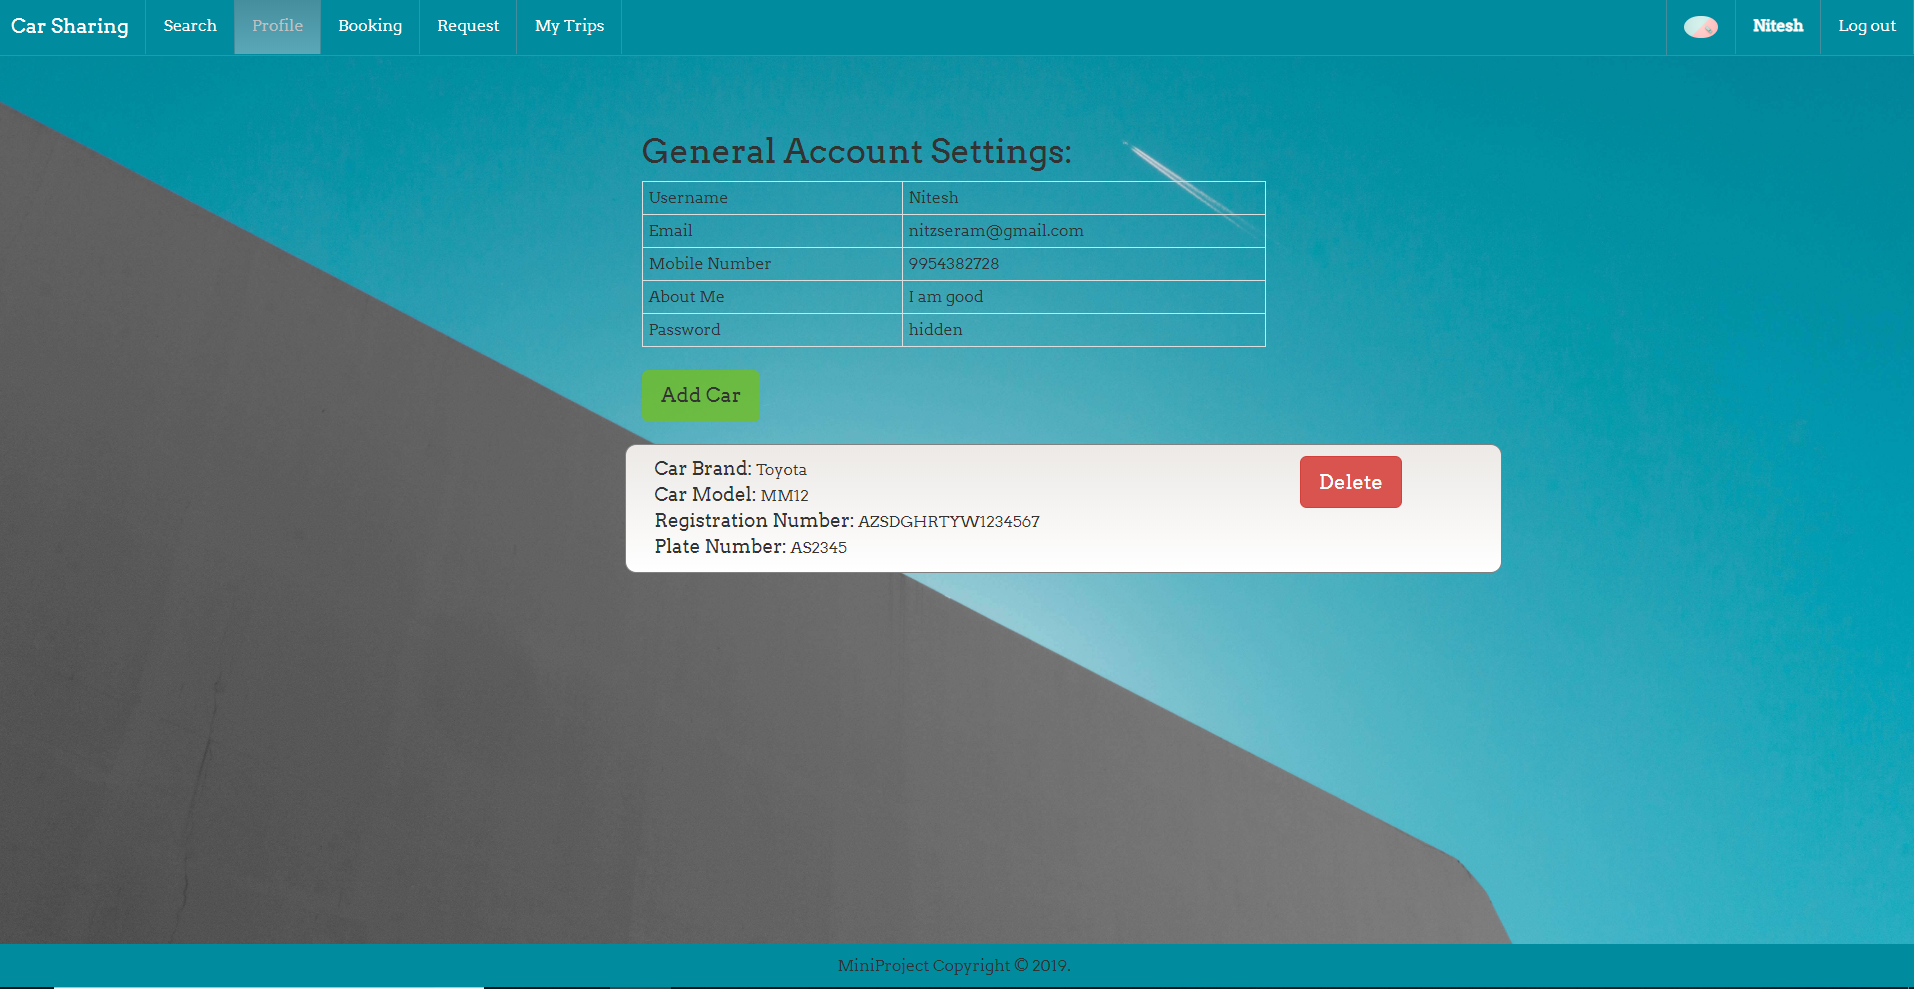 Car Sharing Search Profile Booking Request My Trips Nitesh Log out
General Account Settings:
Username Nitesh
Email nitzseram@gmail.com
Mobile Number 9954382728
About Me I am good
Password hidden
Add Car
Car Brand: Toyota Delete
Car Model: MM12
Registration Number: AZSDGHRTYW1234567
Plate Number: AS2345
MiniProject Copyright © 2019.